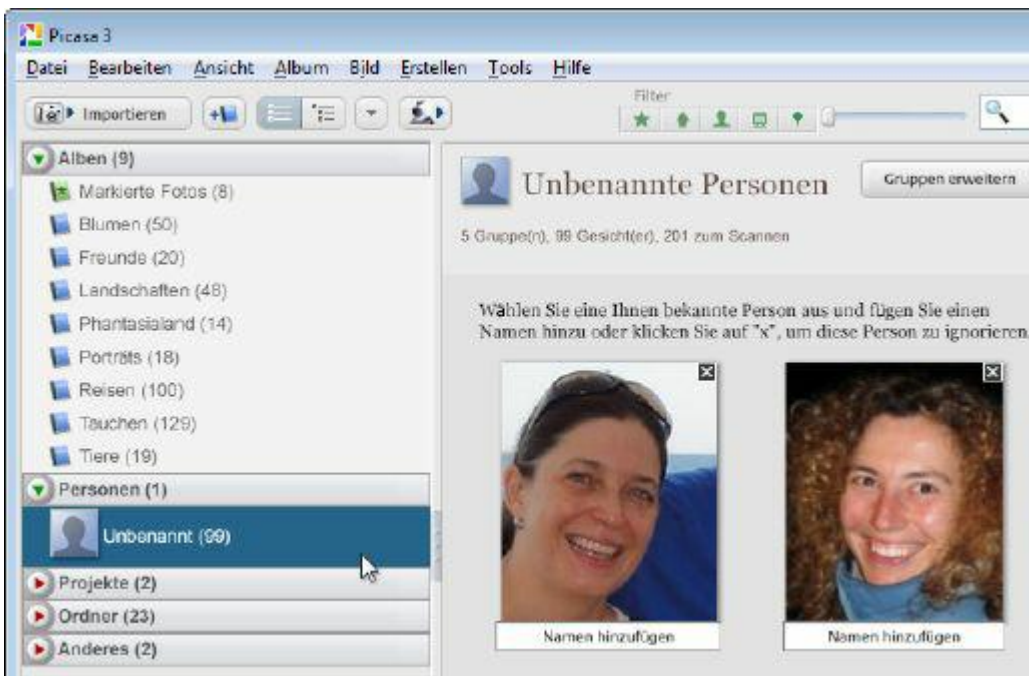 Picasa 3
Datei Bearbeiten Ansicht Album Bild Erstellen Tools Hilfe
Importieren
Filter
Alben (9)
Markierte Fotos (8)
Blumen (50)
Freunde (20)
Landschaften (48)
Phantasialand (14)
Porträts (18)
Reisen (100)
Tauchen (129)
Tiere (19)
Personen (1)
Unbenannt (99)
Projekte (2)
Ordner (23)
Anderes (2)
Unbenannte Personen
Gruppen erweitern
5 Gruppe(n), 99 Gesicht(er), 201 zum Scannen
Wählen Sie eine Ihnen bekannte Person aus und fügen Sie einen
Namen hinzu oder klicken Sie auf "x", um diese Person zu ignorieren.
Namen hinzufügen
Namen hinzufügen